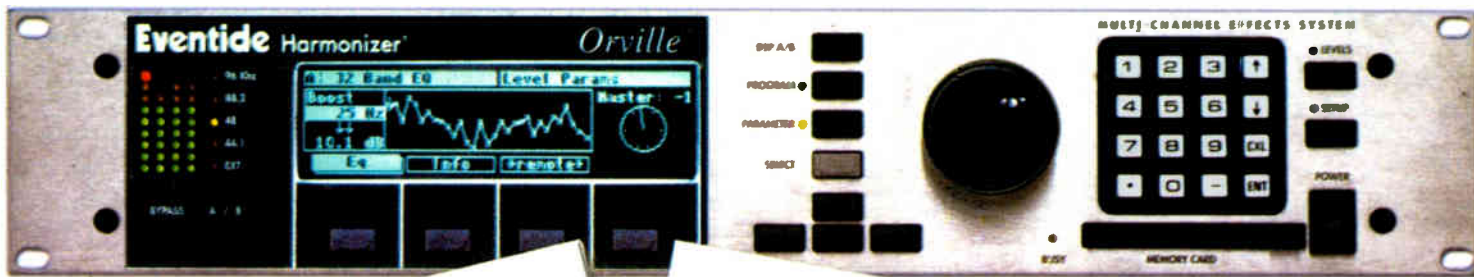 Eventide Harmonizer Orville
MULTI-CHANNEL EFFECTS SYSTEM
96 Khz
48
44.1
EXT
BYPASS A / B
A: 32 Band EQ Level Params
Boost
25 Hz
10.1 dB
Master: -1
Eq Info +remote+
DSP A/B
PROGRAM
PARAMETER
SELECT
1 2 3 ↑
4 5 6 ↓
7 8 9 CXL
• 0 – ENT
LEVELS
SETUP
POWER
BUSY
MEMORY CARD